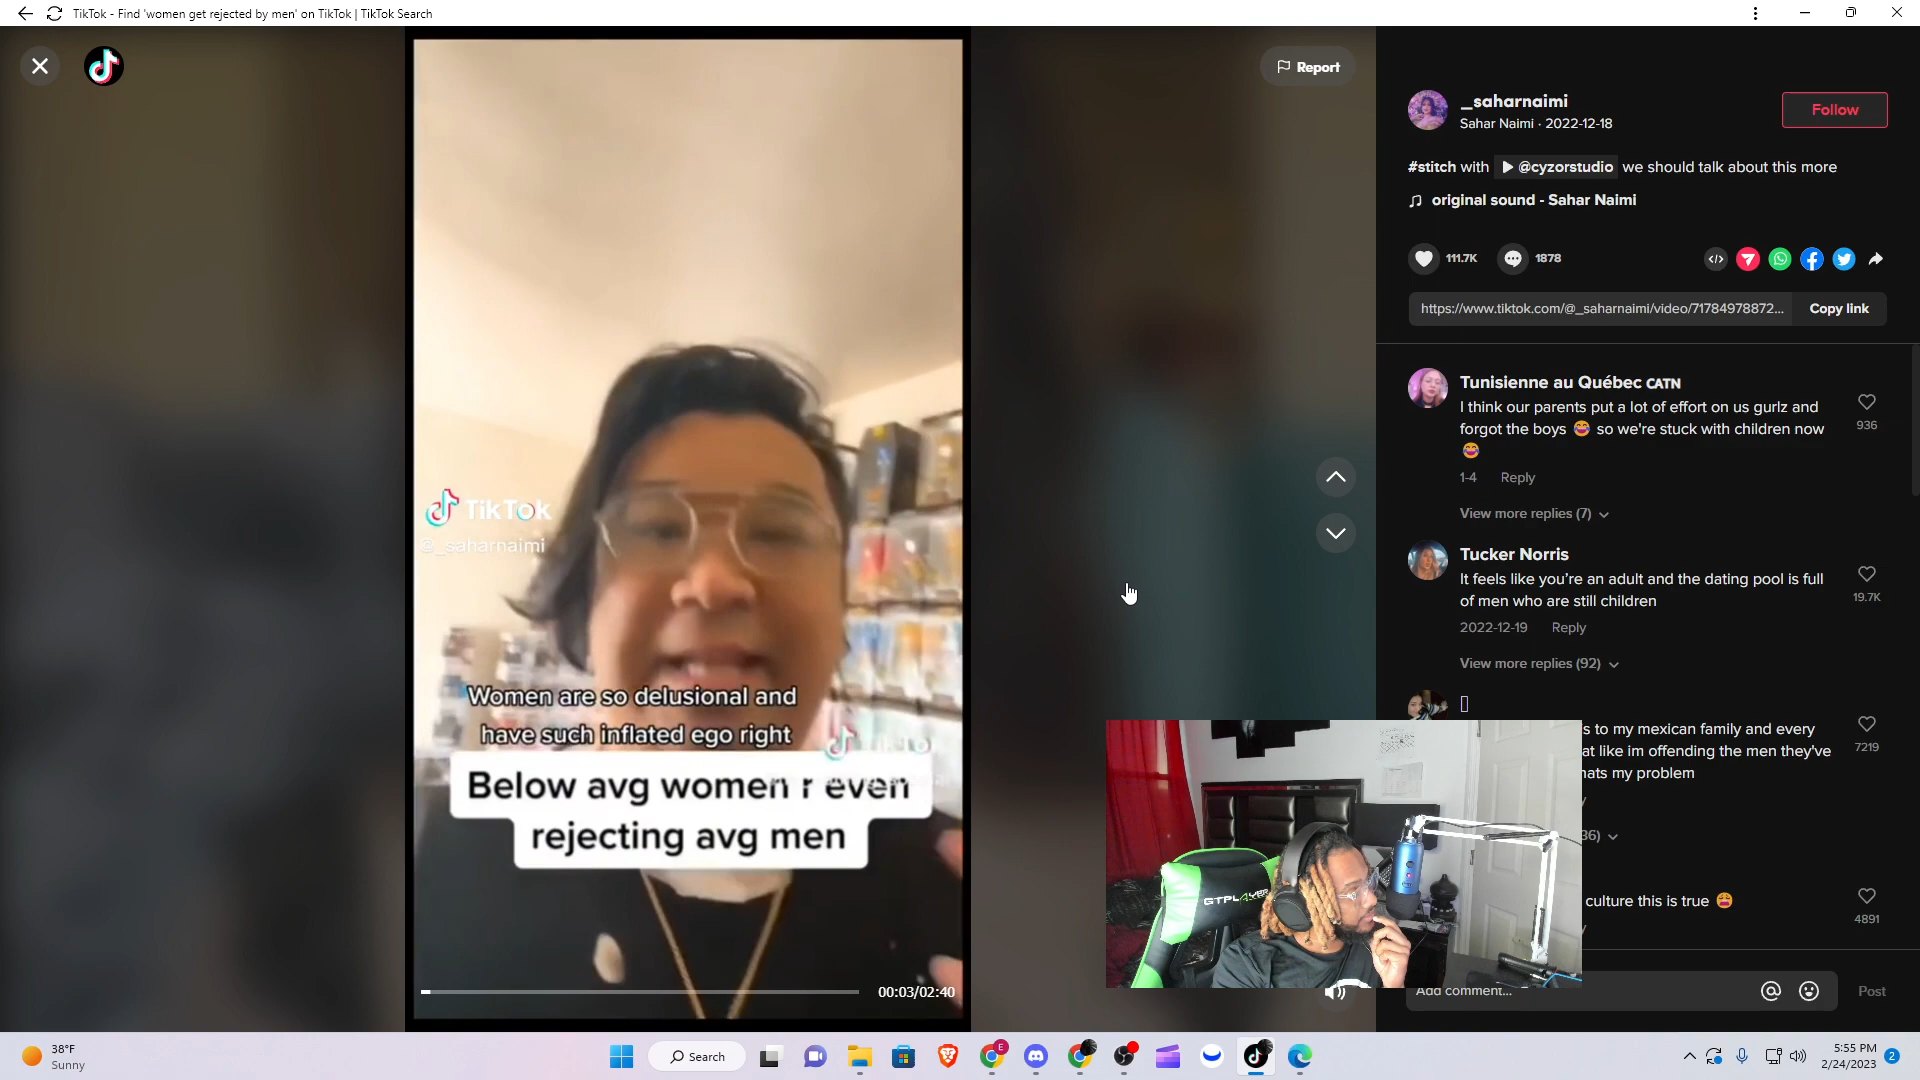 TikTok - Find 'women get rejected by men' on TikTok | TikTok Search
Report
_saharnaimi
Sahar Naimi · 2022-12-18
Follow
#stitch with @cyzorstudio we should talk about this more
original sound - Sahar Naimi
111.7K
1878
https://www.tiktok.com/@_saharnaimi/video/71784978872...
Copy link
Tunisienne au Québec CATN
I think our parents put a lot of effort on us gurlz and
forgot the boys 😂 so we're stuck with children now
😂
936
1-4 Reply
View more replies (7)
Tucker Norris
It feels like you're an adult and the dating pool is full
of men who are still children
19.7K
2022-12-19 Reply
View more replies (92)
s to my mexican family and every
at like im offending the men they've
hats my problem
7219
36)
culture this is true 😩
4891
Add comment...
Post
TikTok
@_saharnaimi
Women are so delusional and
have such inflated ego right
Below avg women r even
rejecting avg men
00:03/02:40
GTPLAYER
38°F
Sunny
Search
5:55 PM
2/24/2023
2